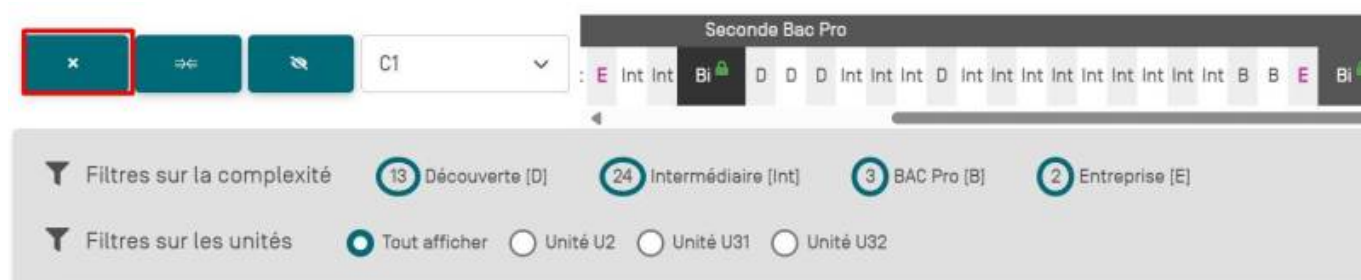 Seconde Bac Pro
C1
: E Int Int Bi D D D Int Int Int D Int Int Int Int Int Int Int Int Int B B E Bi
Filtres sur la complexité 13 Découverte [D] 24 Intermédiaire [Int] 3 BAC Pro [B] 2 Entreprise [E]
Filtres sur les unités Tout afficher Unité U2 Unité U31 Unité U32